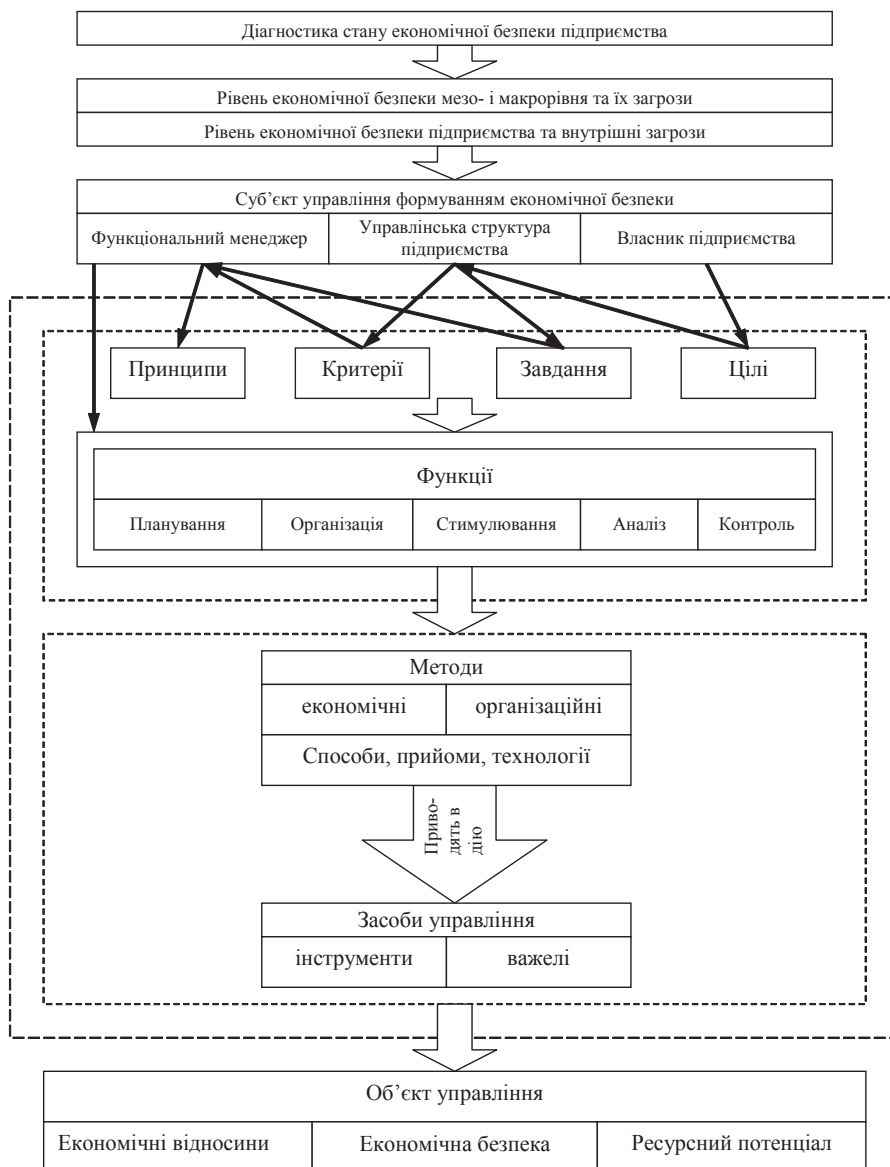 Діагностика стану економічної безпеки підприємства
Рівень економічної безпеки мезо- і макрорівня та їх загрози
Рівень економічної безпеки підприємства та внутрішні загрози
Суб’єкт управління формуванням економічної безпеки
Функціональний менеджер
Управлінська структура
підприємства
Власник підприємства
Принципи
Критерії
Завдання
Цілі
Функції
Планування
Організація
Стимулювання
Аналіз
Контроль
Методи
економічні
організаційні
Способи, прийоми, технології
Приво-
дять в
дію
Засоби управління
інструменти
важелі
Об’єкт управління
Економічні відносини
Економічна безпека
Ресурсний потенціал